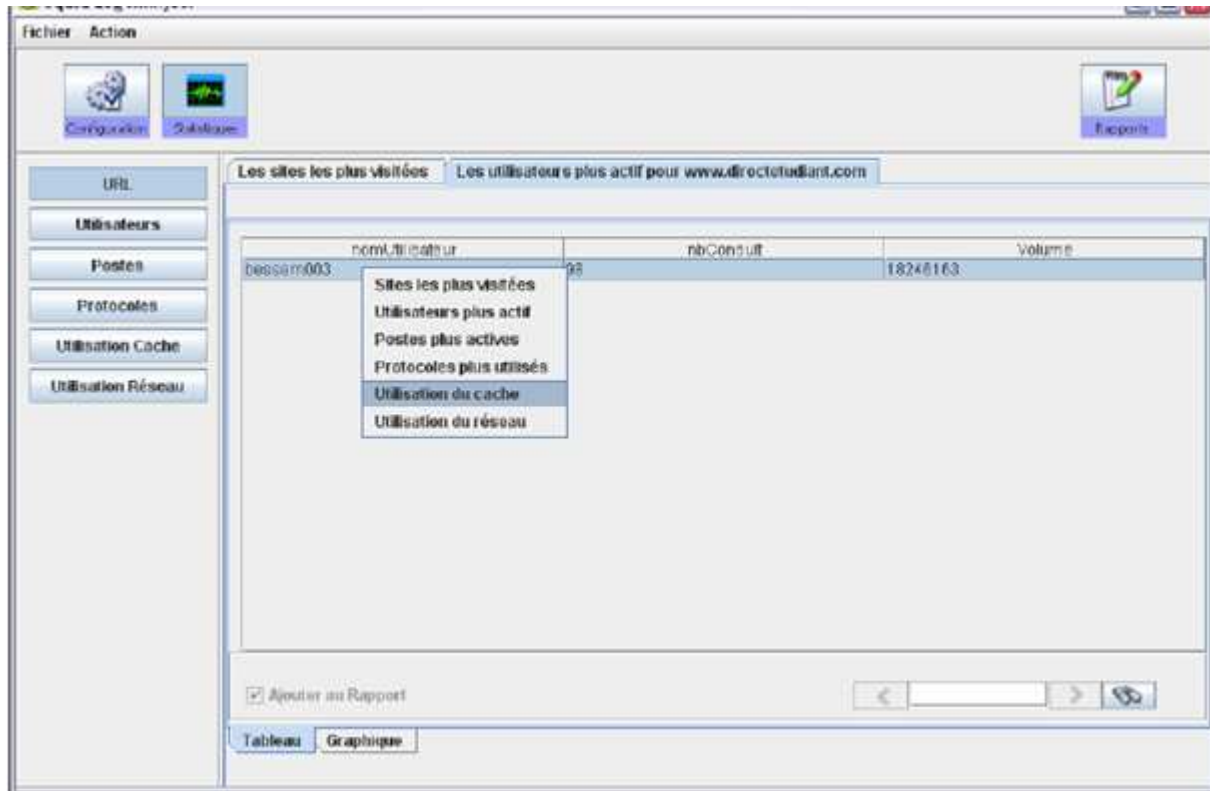 Fichier Action
Configuration Statistiques
Rapports
URL
Utilisateurs
Postes
Protocoles
Utilisation Cache
Utilisation Réseau
Les sites les plus visitées Les utilisateurs plus actif pour www.directetudiant.com
nomUtilisateur nbConsult Volume
bessem003 98 18246163
Sites les plus visitées
Utilisateurs plus actif
Postes plus actives
Protocoles plus utilisés
Utilisation du cache
Utilisation du réseau
Ajouter au Rapport
Tableau Graphique